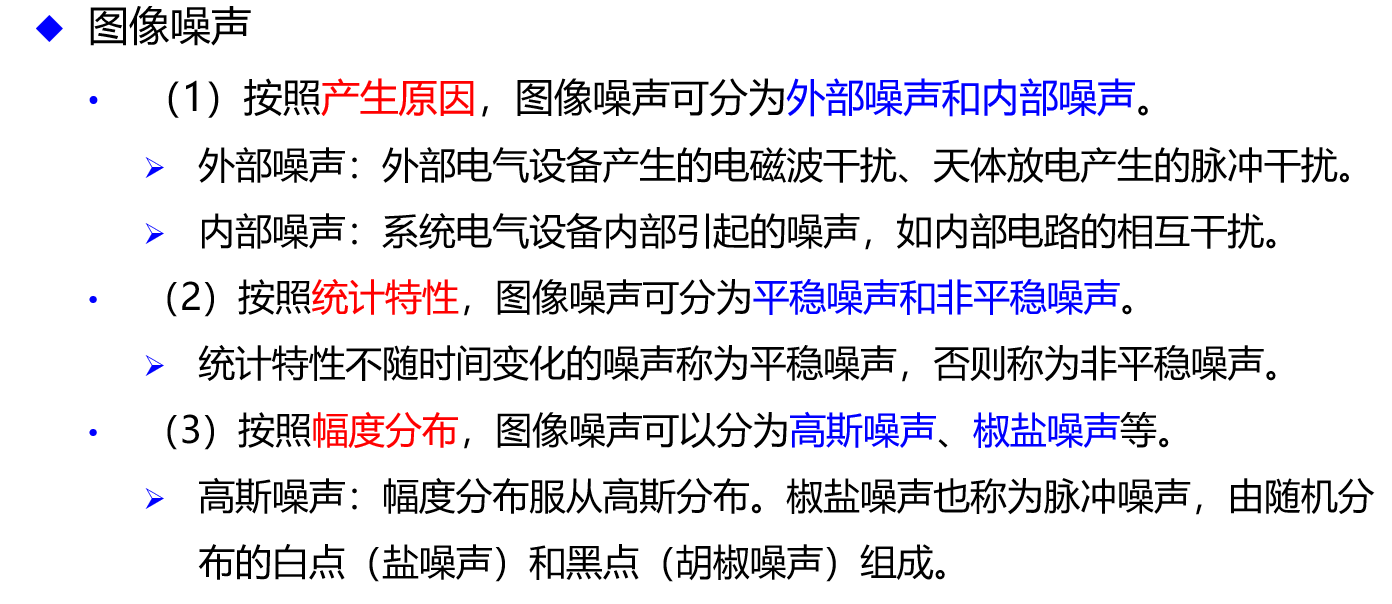 ◆ 图像噪声
• （1）按照产生原因，图像噪声可分为外部噪声和内部噪声。
➢ 外部噪声：外部电气设备产生的电磁波干扰、天体放电产生的脉冲干扰。
➢ 内部噪声：系统电气设备内部引起的噪声，如内部电路的相互干扰。
• （2）按照统计特性，图像噪声可分为平稳噪声和非平稳噪声。
➢ 统计特性不随时间变化的噪声称为平稳噪声，否则称为非平稳噪声。
• （3）按照幅度分布，图像噪声可以分为高斯噪声、椒盐噪声等。
➢ 高斯噪声：幅度分布服从高斯分布。椒盐噪声也称为脉冲噪声，由随机分
布的白点（盐噪声）和黑点（胡椒噪声）组成。